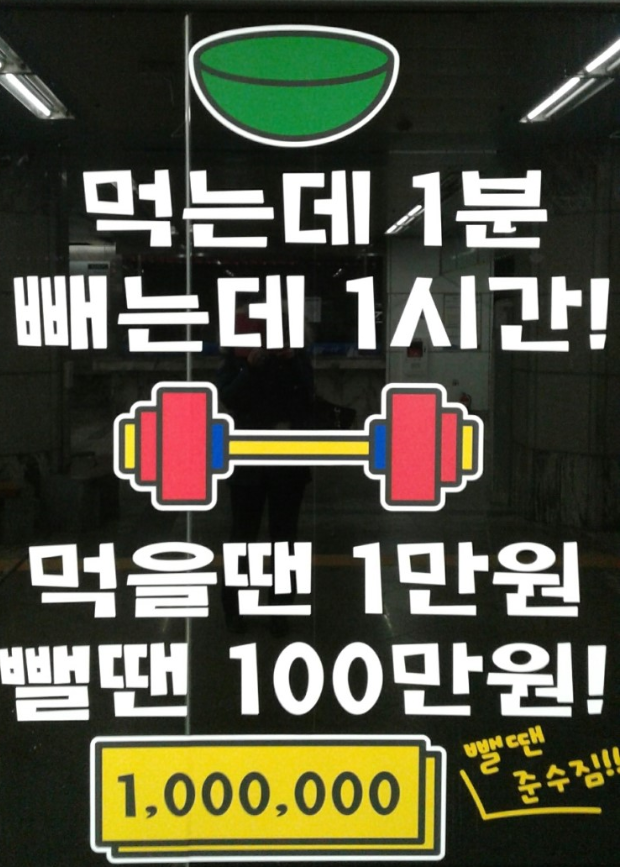 먹는데 1분
빼는데 1시간!
먹을땐 1만원
뺄땐 100만원!
1,000,000
뺄땐
준수짐!!